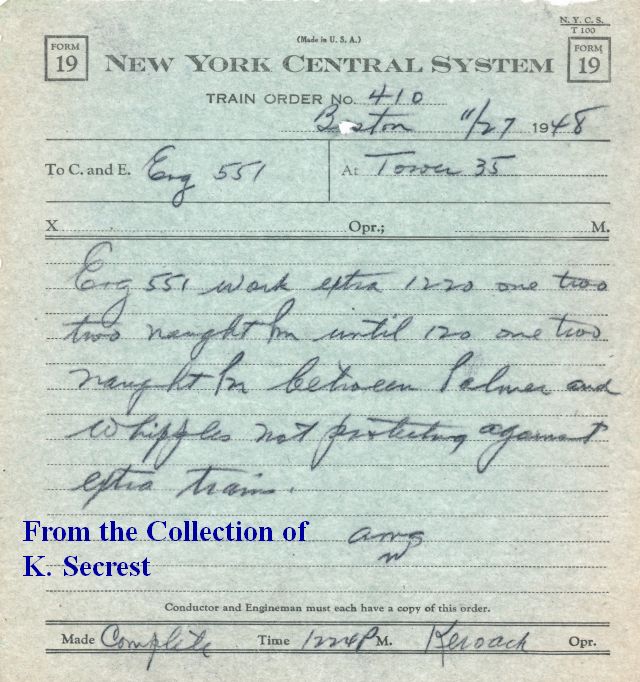 N. Y. C. S.
T 100
(Made in U. S. A.)
FORM 19
NEW YORK CENTRAL SYSTEM
FORM 19
TRAIN ORDER No. 410
Boston 11/27 1948
To C. and E. Eng 551 At Tower 35
X Opr.; M.
Eng 551 work extra 1220 one two
two naught Pm until 120 one two
naught Pm between Palmer and
Whipples not protecting against
extra trains.
From the Collection of
K. Secrest
Conductor and Engineman must each have a copy of this order.
Made Complete Time 1224 P M. Keroack Opr.